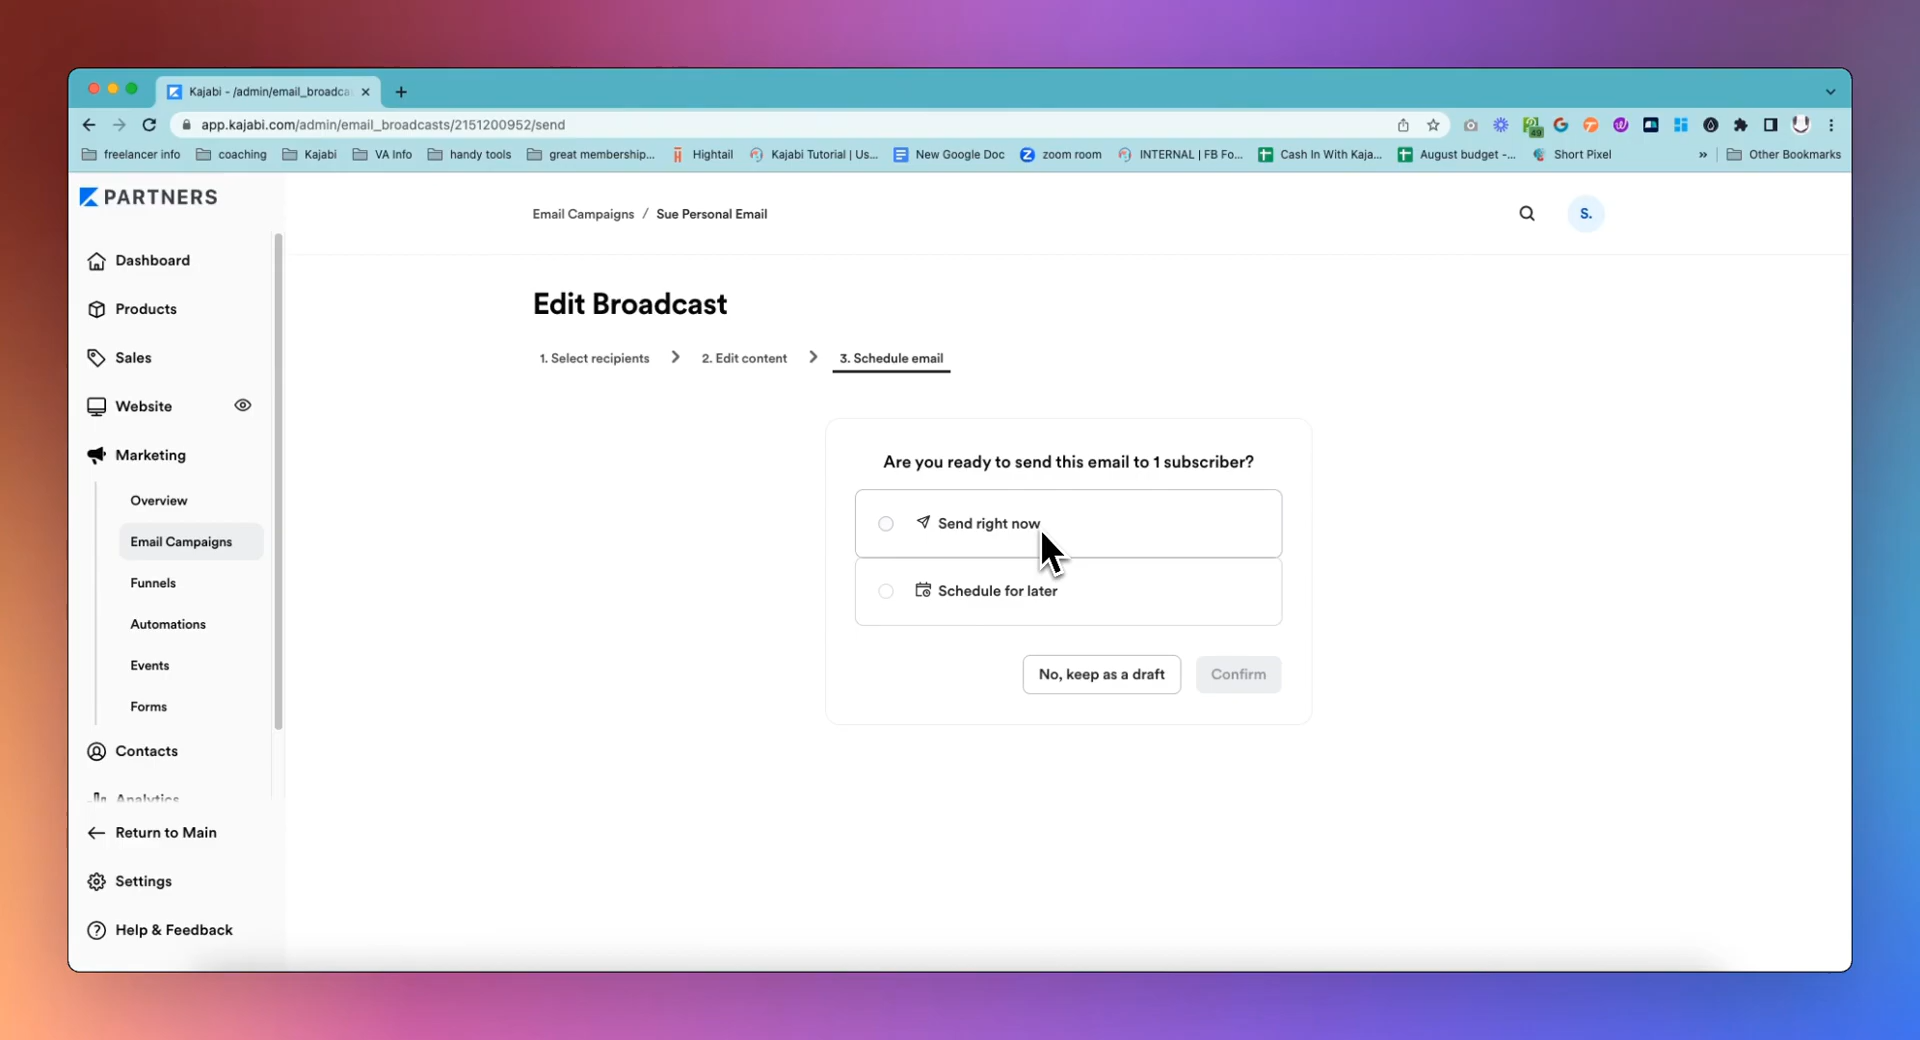 Kajabi - /admin/email_broadca
app.kajabi.com/admin/email_broadcasts/2151200952/send
49
freelancer info
coaching
Kajabi
VA Info
handy tools
great membership...
Hightail
Kajabi Tutorial | Us...
New Google Doc
zoom room
INTERNAL | FB Fo...
Cash In With Kaja...
August budget -...
Short Pixel
»
Other Bookmarks
PARTNERS
Email Campaigns / Sue Personal Email
S.
Dashboard
Products
Sales
Website
Marketing
Overview
Email Campaigns
Funnels
Automations
Events
Forms
Contacts
Analytics
Return to Main
Settings
Help & Feedback
Edit Broadcast
1. Select recipients
2. Edit content
3. Schedule email
Are you ready to send this email to 1 subscriber?
Send right now
Schedule for later
No, keep as a draft
Confirm